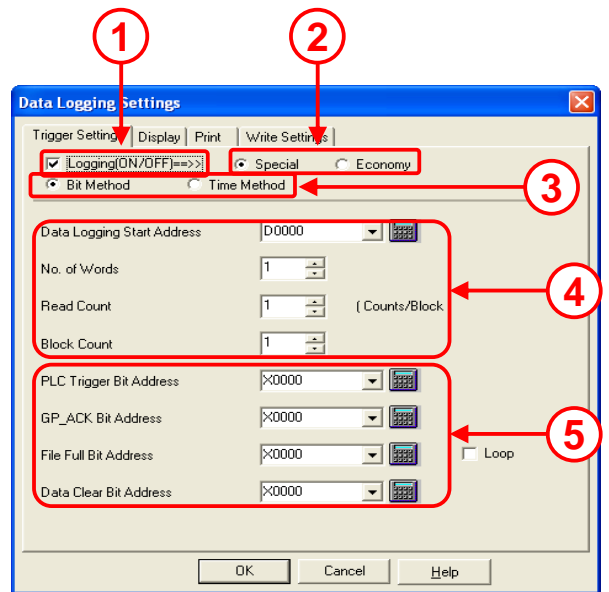 1 2
Data Logging Settings
Trigger Settings Display Print Write Settings
Logging(ON/OFF)==>> Special Economy
Bit Method Time Method 3
Data Logging Start Address D0000
No. of Words 1
Read Count 1 ( Counts/Block 4
Block Count 1
PLC Trigger Bit Address X0000
GP_ACK Bit Address X0000 5
File Full Bit Address X0000 Loop
Data Clear Bit Address X0000
OK Cancel Help